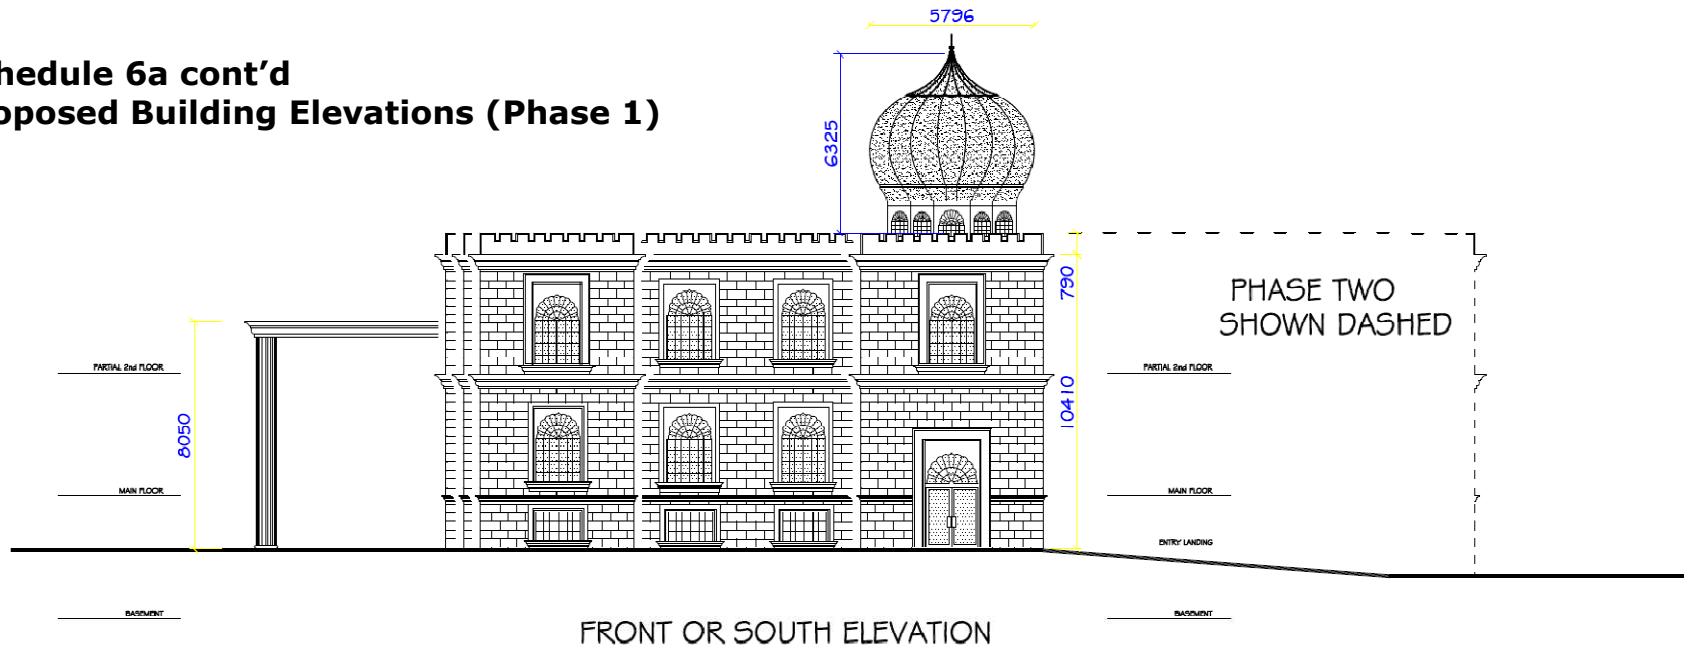 hedule 6a cont’d
oposed Building Elevations (Phase 1)
5796
6325
790
PHASE TWO
SHOWN DASHED
PARTIAL 2nd FLOOR
PARTIAL 2nd FLOOR
8050
10410
MAIN FLOOR
MAIN FLOOR
ENTRY LANDING
BASEMENT
BASEMENT
FRONT OR SOUTH ELEVATION